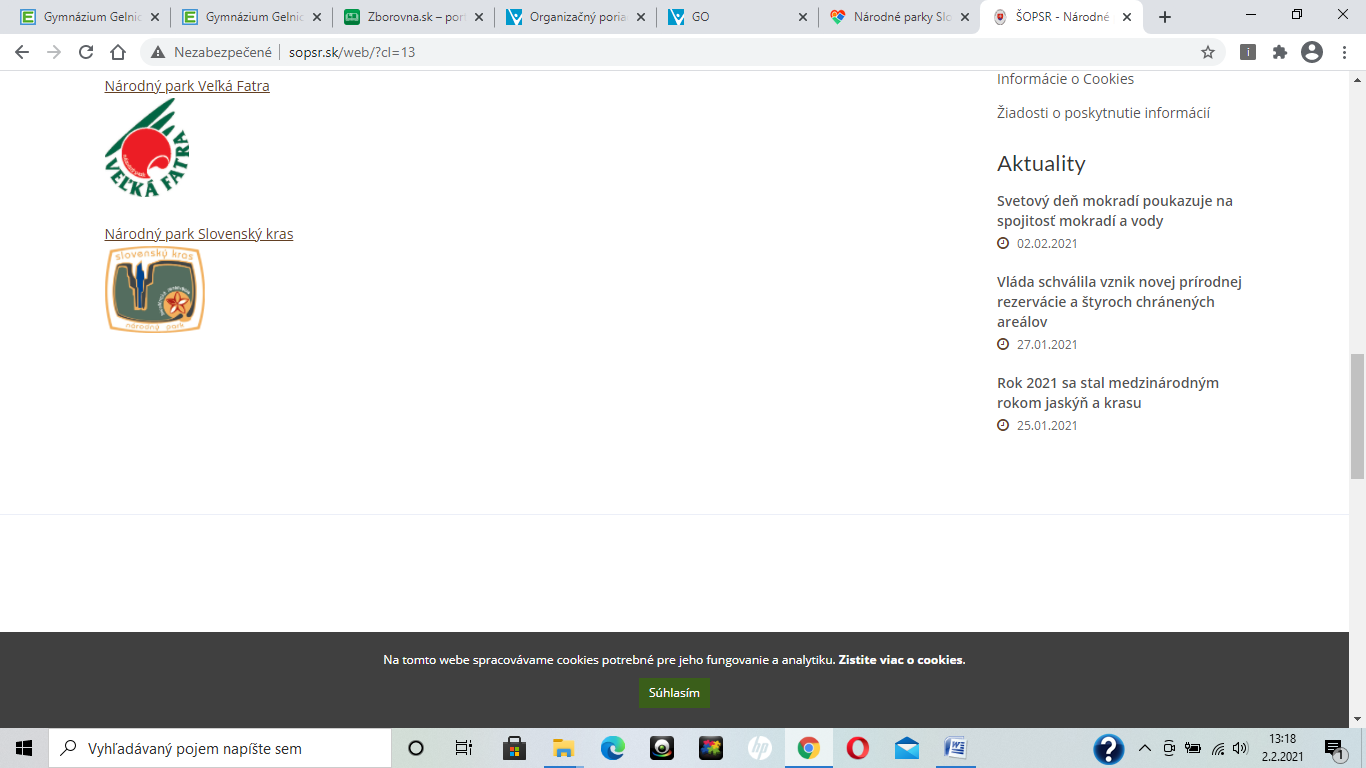 Gymnázium Gelnic
Gymnázium Gelnic
Zborovna.sk – por
Organizačný poria
GO
Národné parky Slo
ŠOPSR - Národné
Nezabezpečené
sopsr.sk/web/?cl=13
Národný park Veľká Fatra
VEĽKÁ FATRA
Národný park Slovenský kras
slovenský kras
národný park
Informácie o Cookies
Žiadosti o poskytnutie informácií
Aktuality
Svetový deň mokradí poukazuje na
spojitosť mokradí a vody
02.02.2021
Vláda schválila vznik novej prírodnej
rezervácie a štyroch chránených
areálov
27.01.2021
Rok 2021 sa stal medzinárodným
rokom jaskýň a krasu
25.01.2021
Na tomto webe spracovávame cookies potrebné pre jeho fungovanie a analytiku. Zistite viac o cookies.
Súhlasím
Vyhľadávaný pojem napíšte sem
13:18
2.2.2021
1